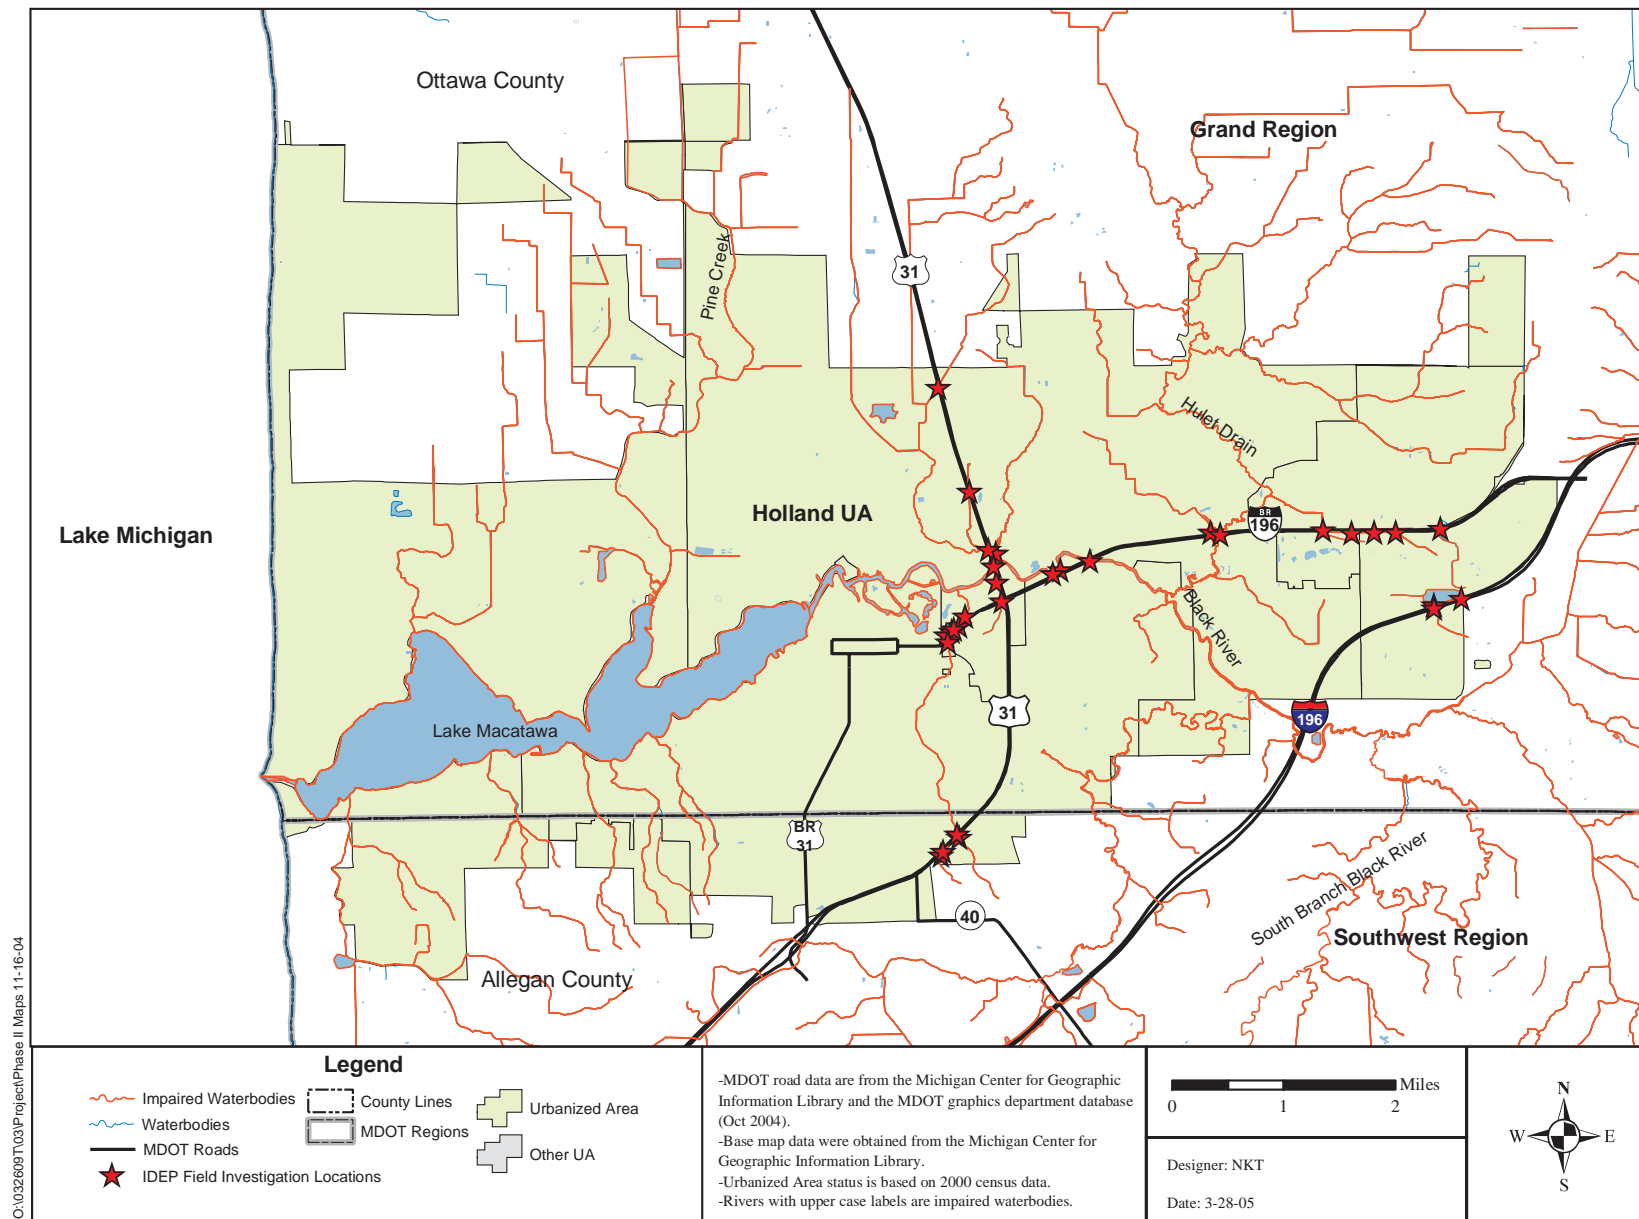 Ottawa County
Grand Region
31
Pine Creek
Hulet Drain
Lake Michigan
Holland UA
BR
196
Black River
31
196
Lake Macatawa
BR
31
South Branch Black River
40
Southwest Region
Allegan County
O:\032609T\03\Project\Phase II Maps 11-16-04
Legend
Impaired Waterbodies
Waterbodies
MDOT Roads
IDEP Field Investigation Locations
County Lines
MDOT Regions
Urbanized Area
Other UA
-MDOT road data are from the Michigan Center for Geographic
Information Library and the MDOT graphics department database
(Oct 2004).
-Base map data were obtained from the Michigan Center for
Geographic Information Library.
-Urbanized Area status is based on 2000 census data.
-Rivers with upper case labels are impaired waterbodies.
Miles
0 1 2
Designer: NKT
Date: 3-28-05
N
W E
S